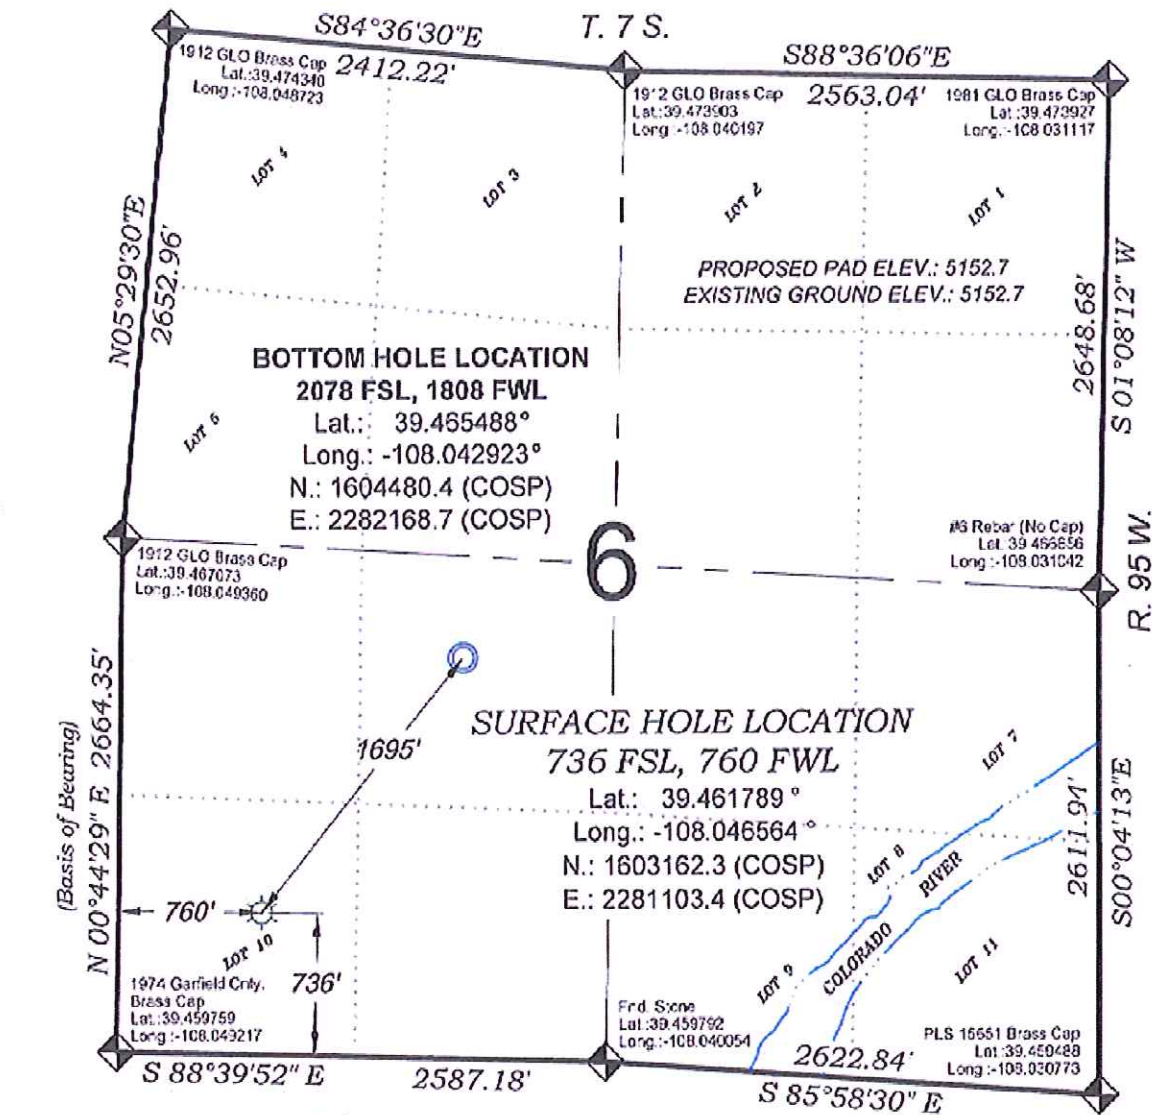 T. 7 S.
S84°36'30"E
2412.22'
S88°36'06"E
2563.04'
1912 GLO Brass Cap
Lat.:39.474340
Long.:-108.048723
1912 GLO Brass Cap
Lat.:39.473903
Long.:-108.040197
1981 GLO Brass Cap
Lat.:39.473927
Long.:-108.031117
LOT 4
LOT 3
LOT 2
LOT 1
N05°29'30"E
2652.96'
PROPOSED PAD ELEV.: 5152.7
EXISTING GROUND ELEV.: 5152.7
2648.68'
S 01°08'12" W
BOTTOM HOLE LOCATION
2078 FSL, 1808 FWL
Lat.: 39.465488°
Long.: -108.042923°
N.: 1604480.4 (COSP)
E.: 2282168.7 (COSP)
LOT 5
6
#6 Rebar (No Cap)
Lat. 39.466656
Long.:-108.031042
R. 95 W.
1912 GLO Brass Cap
Lat.:39.467073
Long.:-108.049360
(Basis of Bearing)
N 00°44'29" E 2664.35'
1695'
SURFACE HOLE LOCATION
736 FSL, 760 FWL
Lat.: 39.461789 °
Long.: -108.046564 °
N.: 1603162.3 (COSP)
E.: 2281103.4 (COSP)
LOT 7
2611.94'
S00°04'13"E
LOT 8
COLORADO RIVER
LOT 9
LOT 11
760'
LOT 10
736'
1974 Garfield Cnty.
Brass Cap
Lat.:39.459759
Long.:-108.049217
Fnd. Stone
Lat.:39.459792
Long.:-108.040054
PLS 15651 Brass Cap
Lat.:39.459488
Long.:-108.030773
S 88°39'52" E
2587.18'
2622.84'
S 85°58'30" E